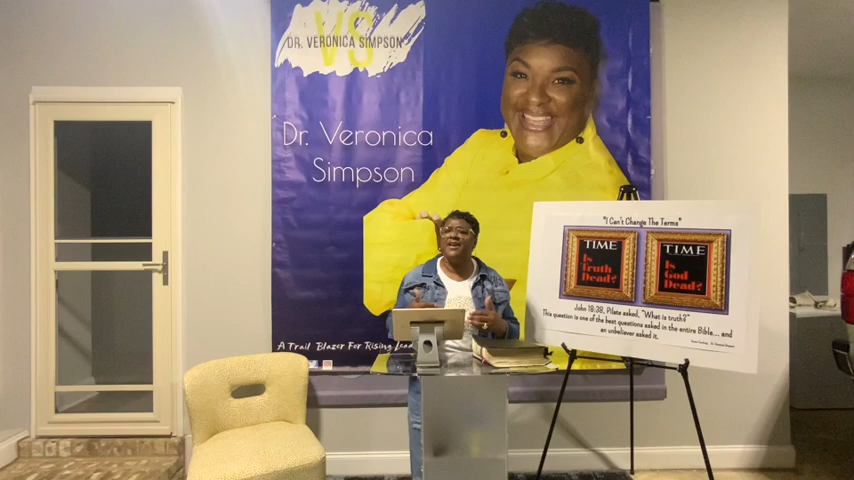 VS
DR. VERONICA SIMPSON
Dr. Veronica
Simpson
A Trail Blazer For Rising Lead
"I Can't Change The Terms"
TIME
Is
Truth
Dead?
TIME
Is
God
Dead?
John 18:38, Pilate asked, "What is truth?"
This question is one of the best questions asked in the entire Bible.... and
an unbeliever asked it.